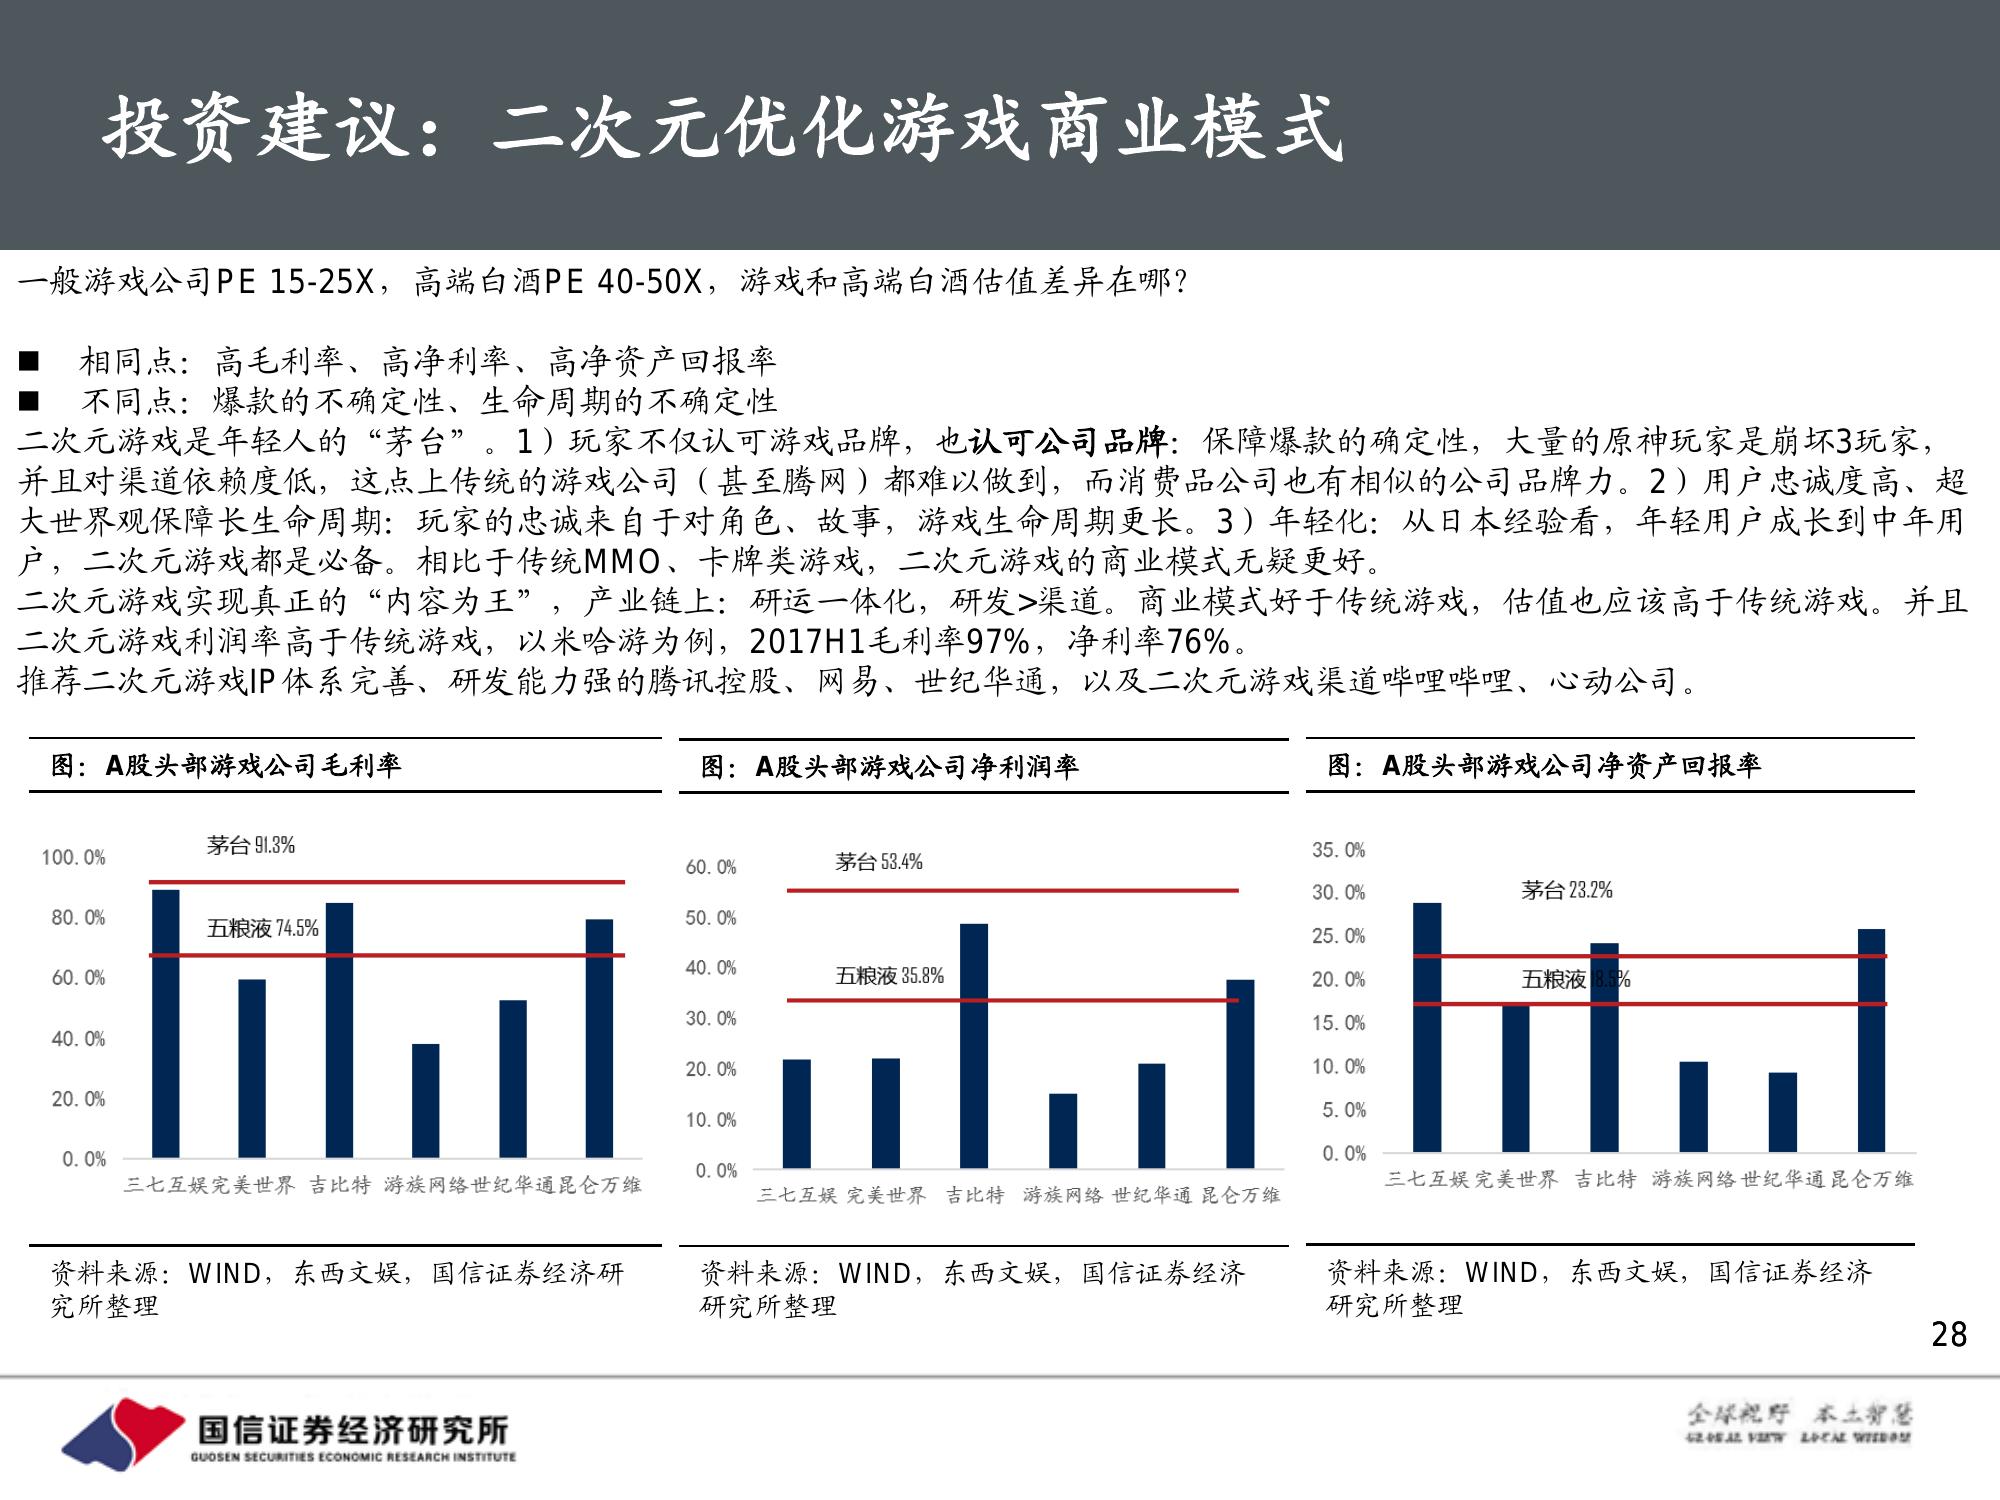 投资建议：二次元优化游戏商业模式
一般游戏公司PE 15-25X，高端白酒PE 40-50X，游戏和高端白酒估值差异在哪？
■ 相同点：高毛利率、高净利率、高净资产回报率
■ 不同点：爆款的不确定性、生命周期的不确定性
二次元游戏是年轻人的“茅台”。1）玩家不仅认可游戏品牌，也认可公司品牌：保障爆款的确定性，大量的原神玩家是崩坏3玩家，
并且对渠道依赖度低，这点上传统的游戏公司（甚至腾网）都难以做到，而消费品公司也有相似的公司品牌力。2）用户忠诚度高、超
大世界观保障长生命周期：玩家的忠诚来自于对角色、故事，游戏生命周期更长。3）年轻化：从日本经验看，年轻用户成长到中年用
户，二次元游戏都是必备。相比于传统MMO、卡牌类游戏，二次元游戏的商业模式无疑更好。
二次元游戏实现真正的“内容为王”，产业链上：研运一体化，研发>渠道。商业模式好于传统游戏，估值也应该高于传统游戏。并且
二次元游戏利润率高于传统游戏，以米哈游为例，2017H1毛利率97%，净利率76%。
推荐二次元游戏IP体系完善、研发能力强的腾讯控股、网易、世纪华通，以及二次元游戏渠道哔哩哔哩、心动公司。
图：A股头部游戏公司毛利率
茅台 91.3%
五粮液 74.5%
100.0%
80.0%
60.0%
40.0%
20.0%
0.0%
三七互娱 完美世界 吉比特 游族网络 世纪华通 昆仑万维
资料来源：WIND，东西文娱，国信证券经济研
究所整理
图：A股头部游戏公司净利润率
茅台 53.4%
五粮液 35.8%
60.0%
50.0%
40.0%
30.0%
20.0%
10.0%
0.0%
三七互娱 完美世界 吉比特 游族网络 世纪华通 昆仑万维
资料来源：WIND，东西文娱，国信证券经济
研究所整理
图：A股头部游戏公司净资产回报率
茅台 23.2%
五粮液 18.5%
35.0%
30.0%
25.0%
20.0%
15.0%
10.0%
5.0%
0.0%
三七互娱 完美世界 吉比特 游族网络 世纪华通 昆仑万维
资料来源：WIND，东西文娱，国信证券经济
研究所整理
28
国信证券经济研究所
GUOSEN SECURITIES ECONOMIC RESEARCH INSTITUTE
全球视野 本土智慧
GLOBAL VIEW LOCAL WISDOM